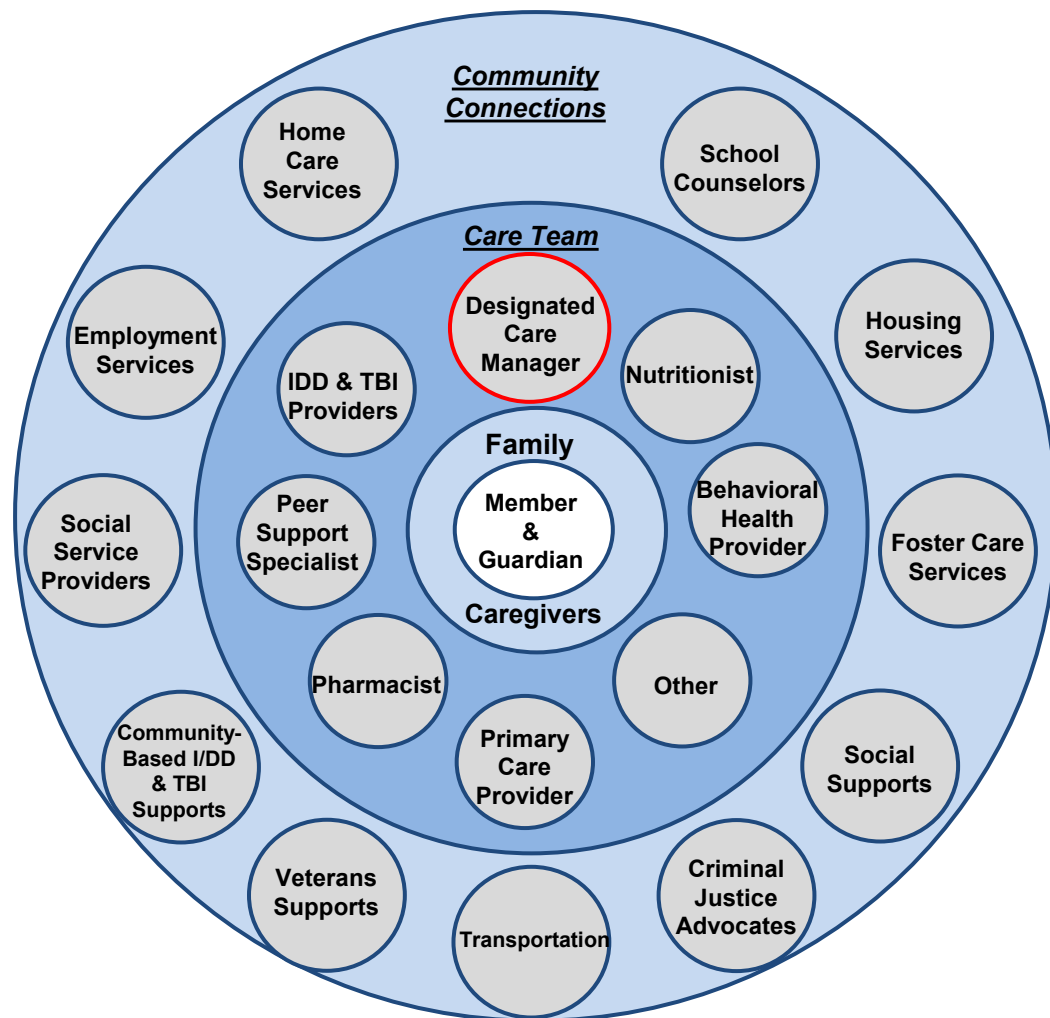 Community
Connections
Home
Care
Services
School
Counselors
Employment
Services
Housing
Services
Social
Service
Providers
Foster Care
Services
Community-
Based I/DD
& TBI
Supports
Social
Supports
Veterans
Supports
Transportation
Criminal
Justice
Advocates
Care Team
Designated
Care
Manager
IDD & TBI
Providers
Nutritionist
Peer
Support
Specialist
Behavioral
Health
Provider
Pharmacist
Other
Primary
Care
Provider
Family
Member
&
Guardian
Caregivers